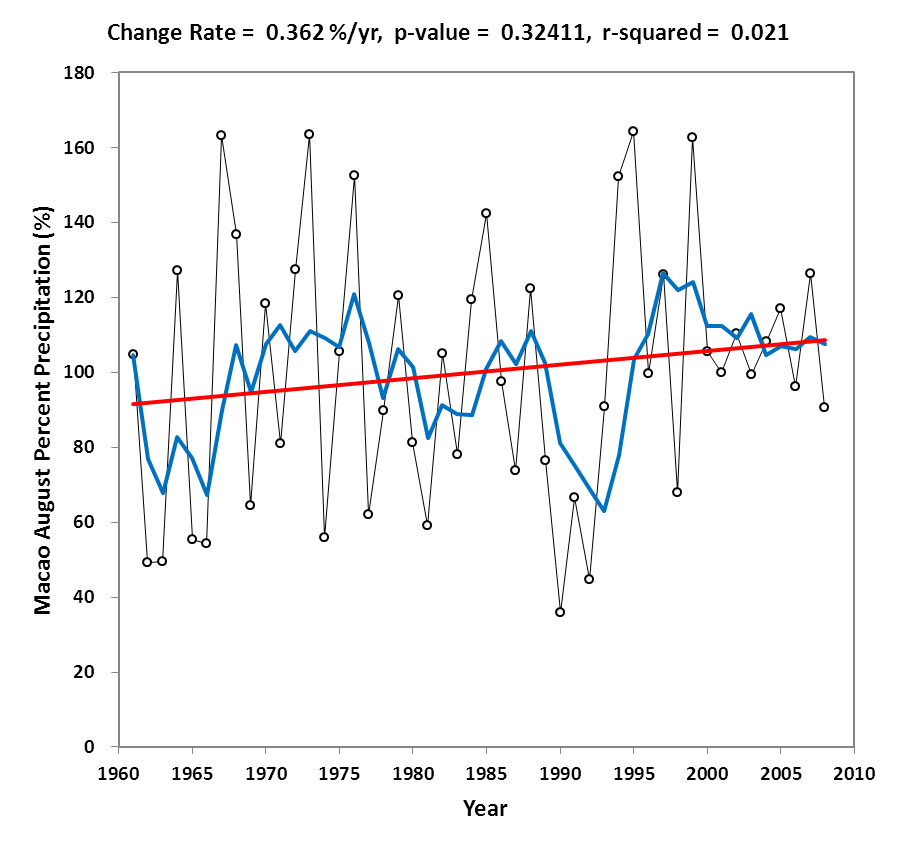 Change Rate = 0.362 %/yr, p-value = 0.32411, r-squared = 0.021
Macao August Percent Precipitation (%)
180
160
140
120
100
80
60
40
20
0
1960 1965 1970 1975 1980 1985 1990 1995 2000 2005 2010
Year